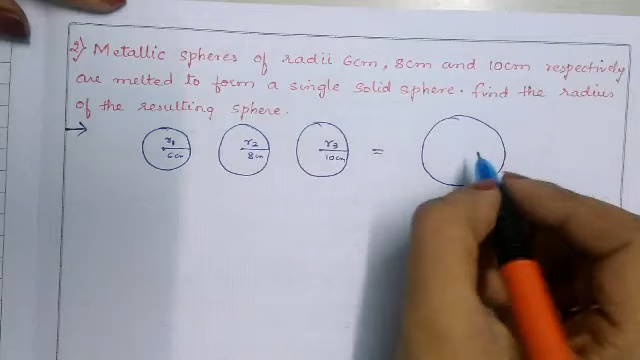 2) Metallic spheres of radii 6cm, 8cm and 10cm respectively
are melted to form a single solid sphere. find the radius
of the resulting sphere.
→
r1 r2 r3 =
6cm 8cm 10cm